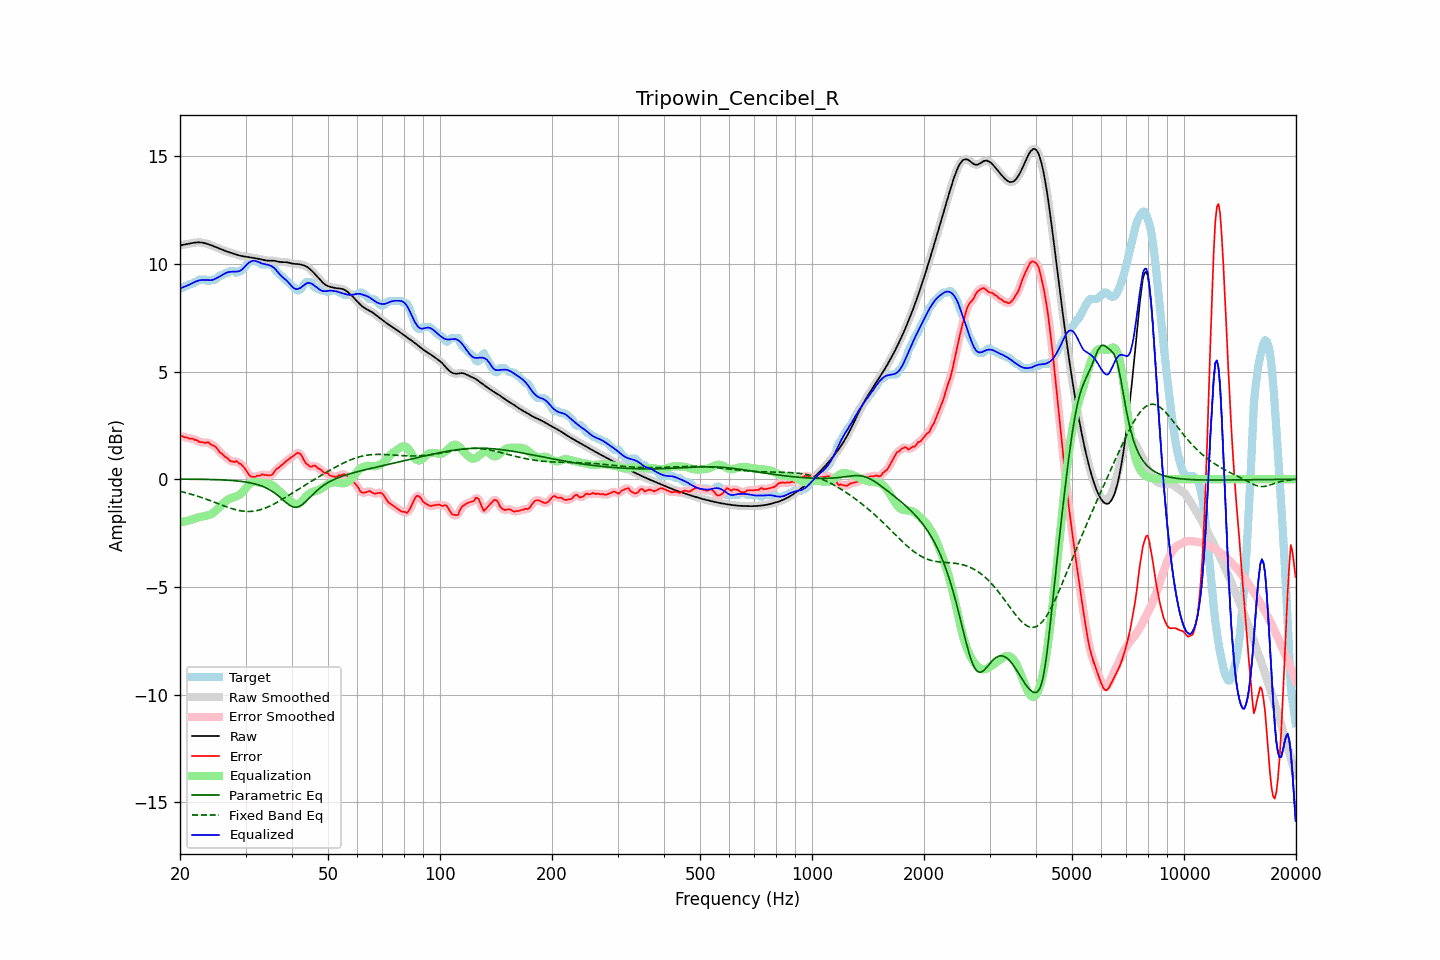 Tripowin_Cencibel_R
Amplitude (dBr)
15
10
5
0
−5
−10
−15
Target
Raw Smoothed
Error Smoothed
Raw
Error
Equalization
Parametric Eq
Fixed Band Eq
Equalized
20 50 100 200 500 1000 2000 5000 10000 20000
Frequency (Hz)